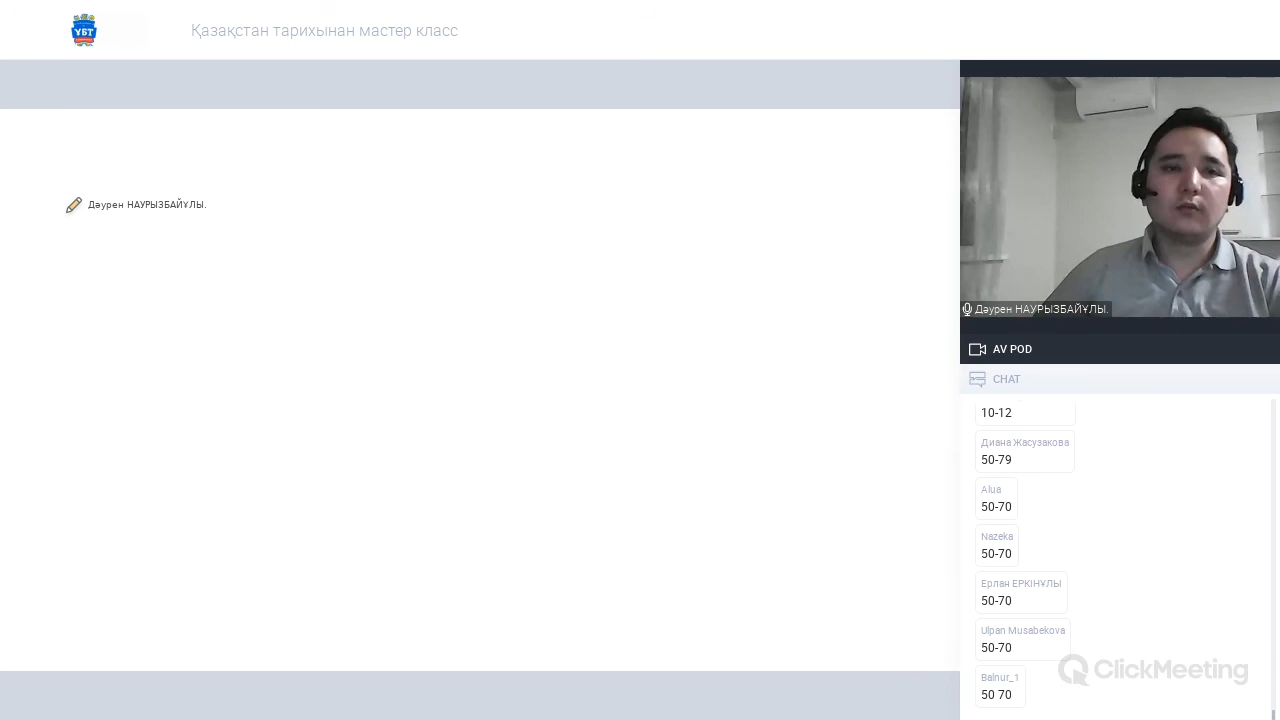 ҰБТ
Қазақстан тарихынан мастер класс
Дәурен НАУРЫЗБАЙҰЛЫ.
Дәурен НАУРЫЗБАЙҰЛЫ.
AV POD
CHAT
10-12
Диана Жасузакова
50-79
Alua
50-70
Nazeka
50-70
Ерлан ЕРКІНҰЛЫ
50-70
Ulpan Musabekova
50-70
Balnur_1
50 70
ClickMeeting